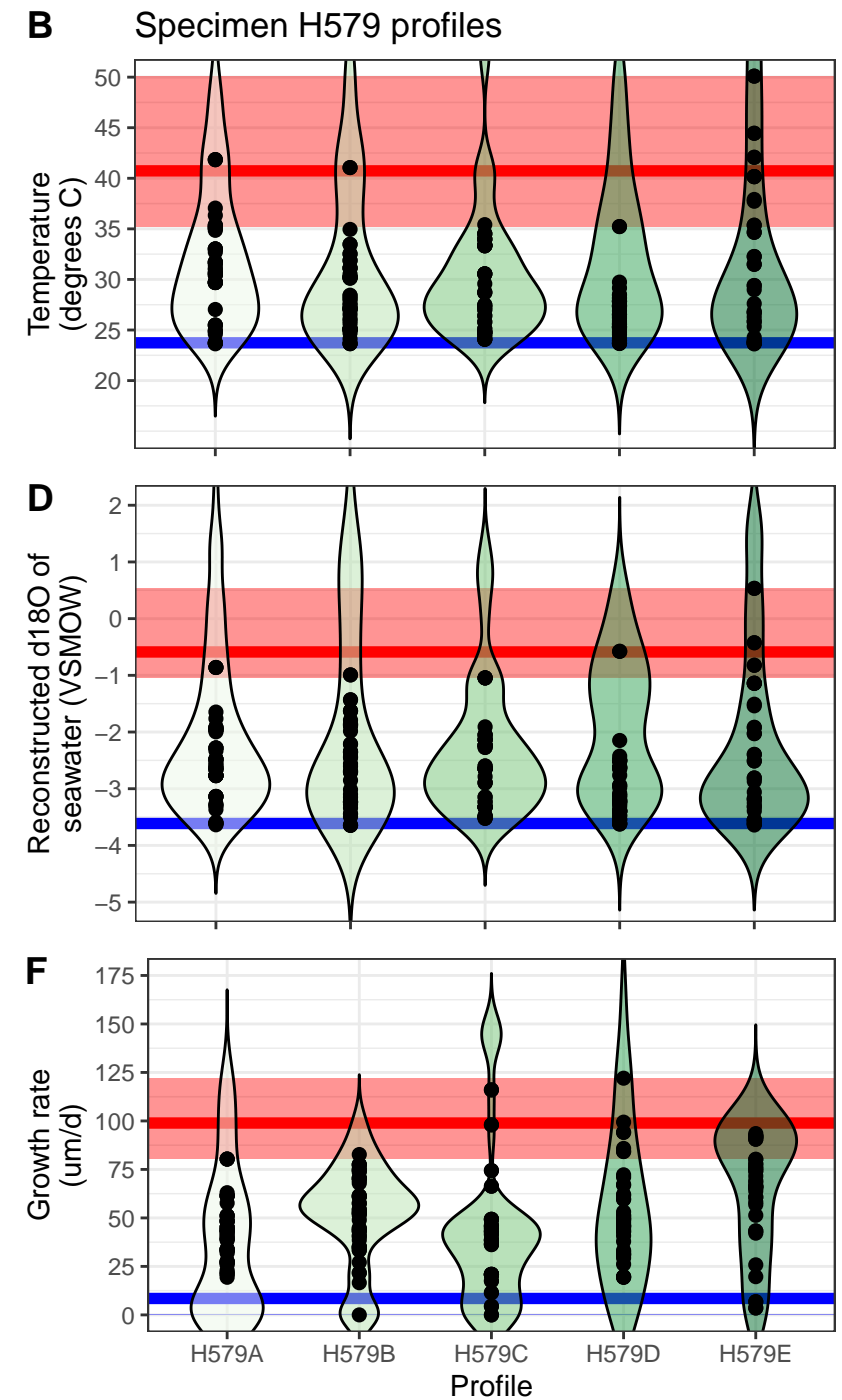 B Specimen H579 profiles
Temperature
(degrees C)
50
45
40
35
30
25
20
D
Reconstructed d18O of
seawater (VSMOW)
2
1
0
−1
−2
−3
−4
−5
F
Growth rate
(um/d)
175
150
125
100
75
50
25
0
H579A H579B H579C H579D H579E
Profile